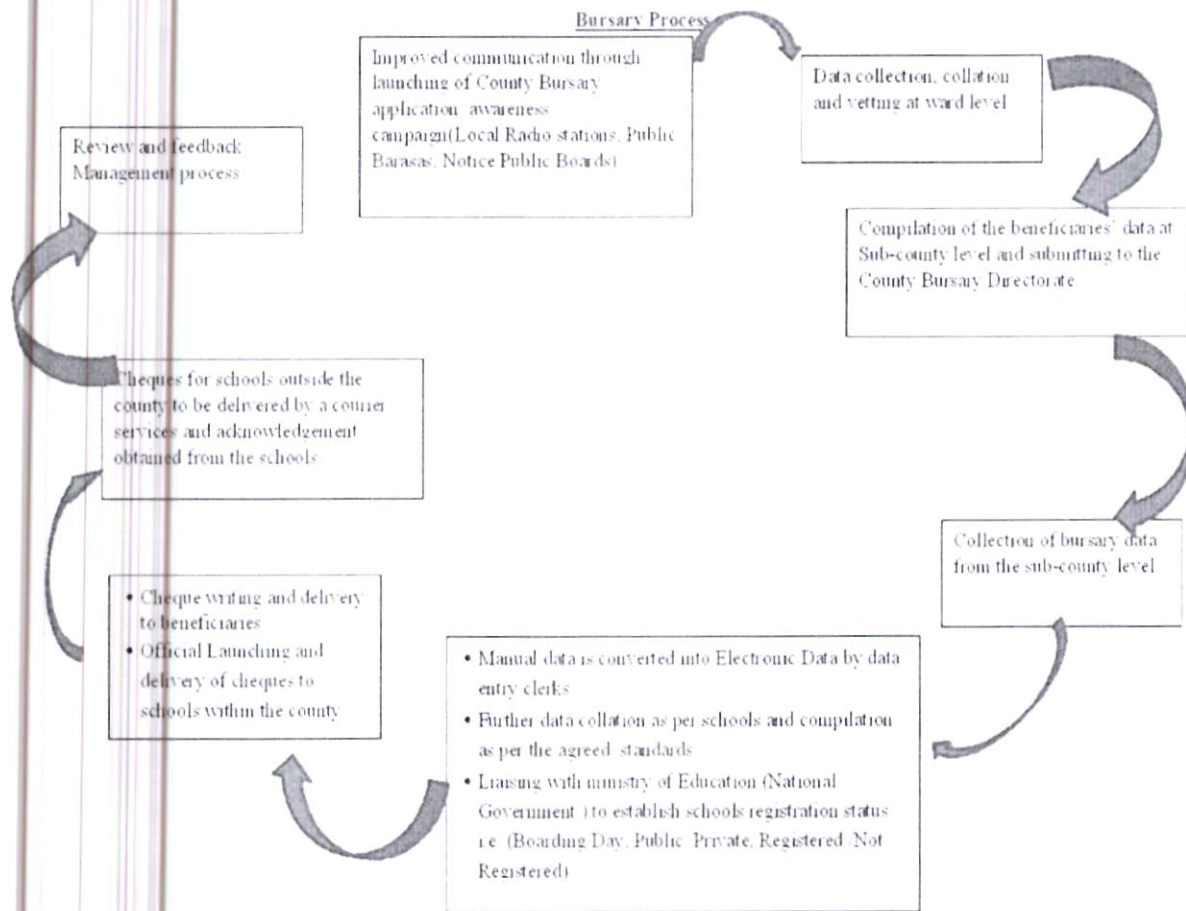 Bursary Process
Improved communication through
launching of County Bursary
application awareness
campaign(Local Radio stations, Public
Barasas, Notice Public Boards)
Data collection, collation
and vetting at ward level
Compilation of the beneficiaries' data at
Sub-county level and submitting to the
County Bursary Directorate
Collection of bursary data
from the sub-county level
• Manual data is converted into Electronic Data by data
entry clerks
• Further data collation as per schools and compilation
as per the agreed standards
• Liaising with ministry of Education (National
Government ) to establish schools registration status
i.e. (Boarding Day, Public Private, Registered Not
Registered)
• Cheque writing and delivery
to beneficiaries
• Official Launching and
delivery of cheques to
schools within the county
Cheques for schools outside the
county to be delivered by a courier
services and acknowledgement
obtained from the schools
Review and feedback
Management process